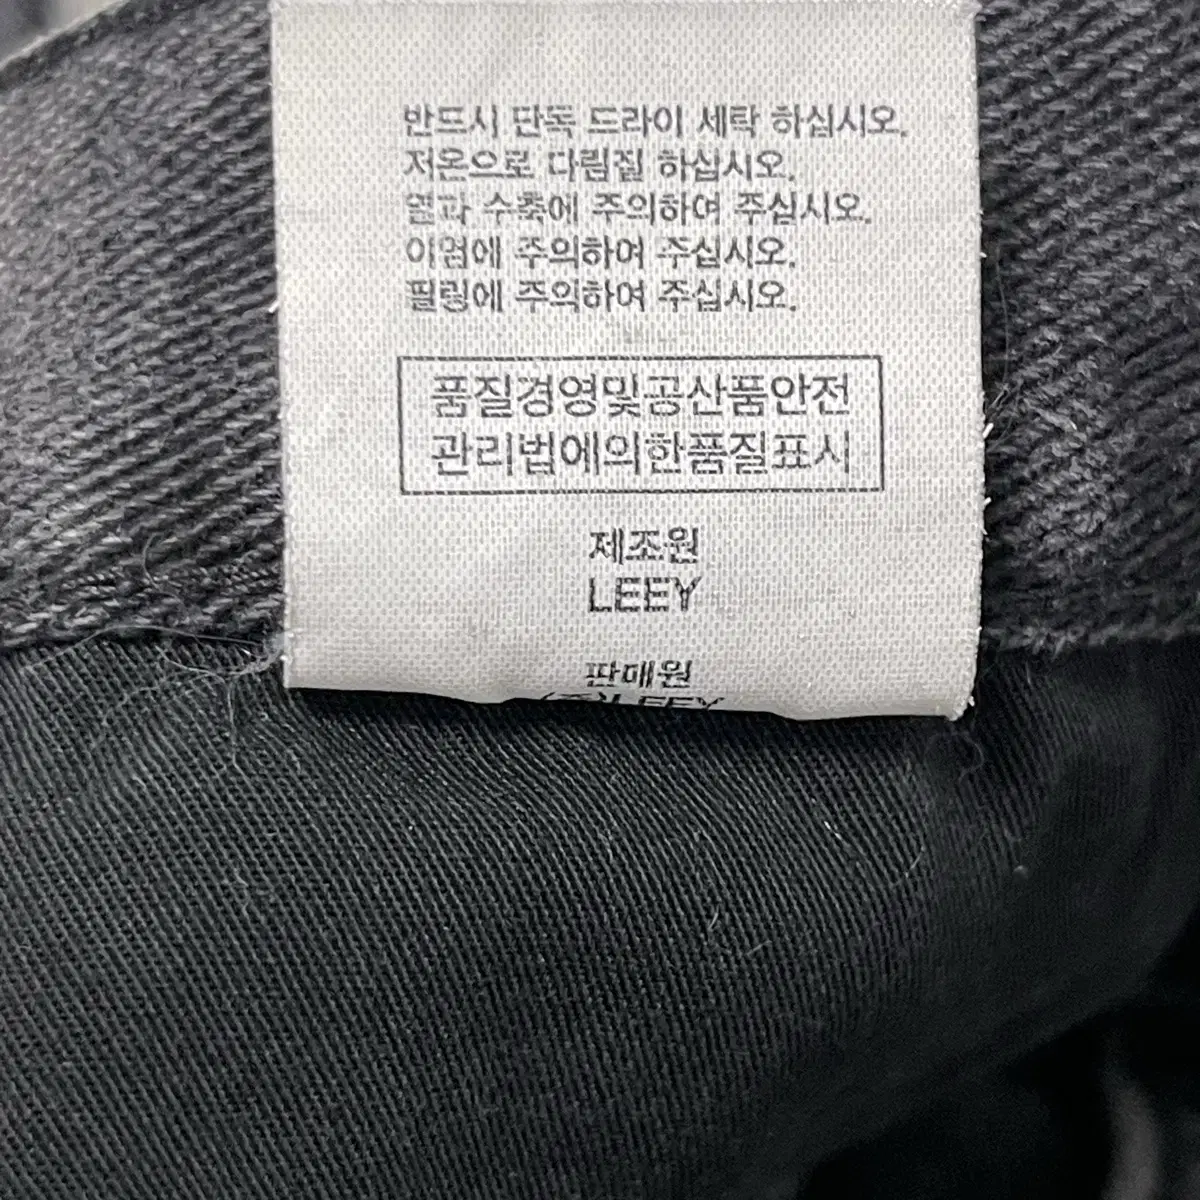 반드시 단독 드라이 세탁 하십시오.
저온으로 다림질 하십시오.
열과 수축에 주의하여 주십시오.
이염에 주의하여 주십시오.
필링에 주의하여 주십시오.
품질경영및공산품안전
관리법에의한품질표시
제조원
LEEY
판매원
(주)LEEY